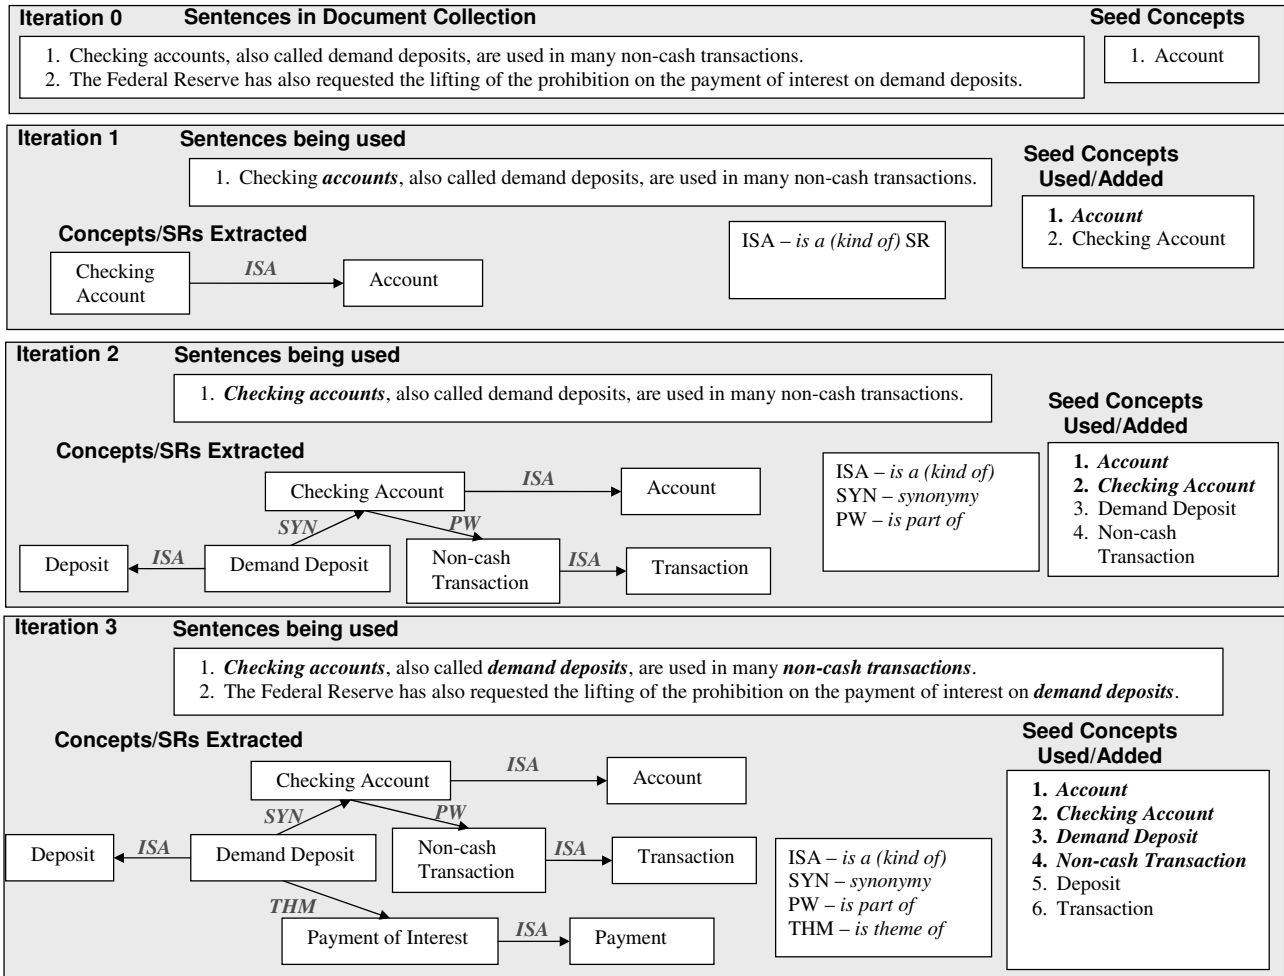 Iteration 0
Sentences in Document Collection
Seed Concepts
1. Checking accounts, also called demand deposits, are used in many non-cash transactions.
2. The Federal Reserve has also requested the lifting of the prohibition on the payment of interest on demand deposits.
1. Account
Iteration 1
Sentences being used
1. Checking accounts, also called demand deposits, are used in many non-cash transactions.
Seed Concepts
Used/Added
1. Account
2. Checking Account
Concepts/SRs Extracted
Checking
Account
ISA
Account
ISA – is a (kind of) SR
Iteration 2
Sentences being used
1. Checking accounts, also called demand deposits, are used in many non-cash transactions.
Seed Concepts
Used/Added
1. Account
2. Checking Account
3. Demand Deposit
4. Non-cash
Transaction
Concepts/SRs Extracted
Checking Account
ISA
Account
SYN
PW
Deposit
ISA
Demand Deposit
Non-cash
Transaction
ISA
Transaction
ISA – is a (kind of)
SYN – synonymy
PW – is part of
Iteration 3
Sentences being used
1. Checking accounts, also called demand deposits, are used in many non-cash transactions.
2. The Federal Reserve has also requested the lifting of the prohibition on the payment of interest on demand deposits.
Concepts/SRs Extracted
Seed Concepts
Used/Added
1. Account
2. Checking Account
3. Demand Deposit
4. Non-cash Transaction
5. Deposit
6. Transaction
Checking Account
ISA
Account
SYN
PW
Deposit
ISA
Demand Deposit
Non-cash
Transaction
ISA
Transaction
THM
Payment of Interest
ISA
Payment
ISA – is a (kind of)
SYN – synonymy
PW – is part of
THM – is theme of